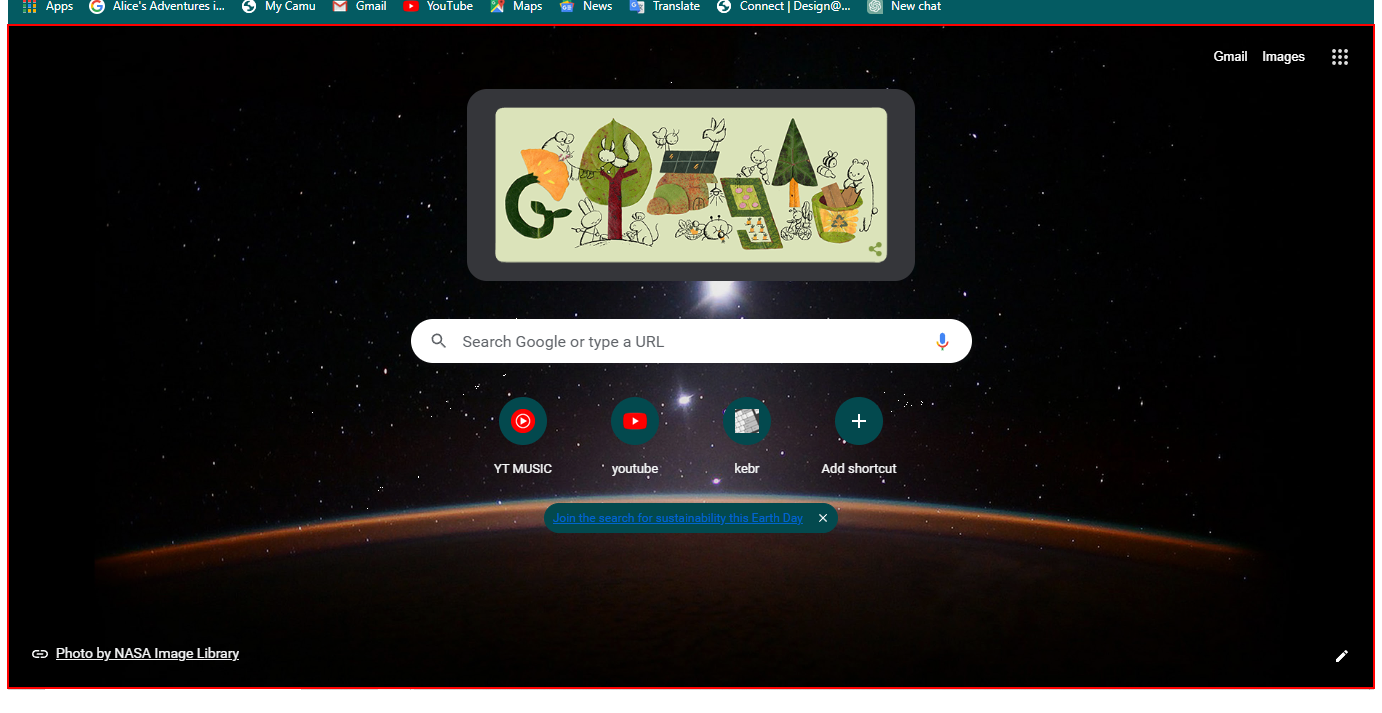 Apps Alice's Adventures i... My Camu Gmail YouTube Maps News Translate Connect | Design@... New chat
Gmail Images
Search Google or type a URL
YT MUSIC youtube kebr Add shortcut
Join the search for sustainability this Earth Day
Photo by NASA Image Library